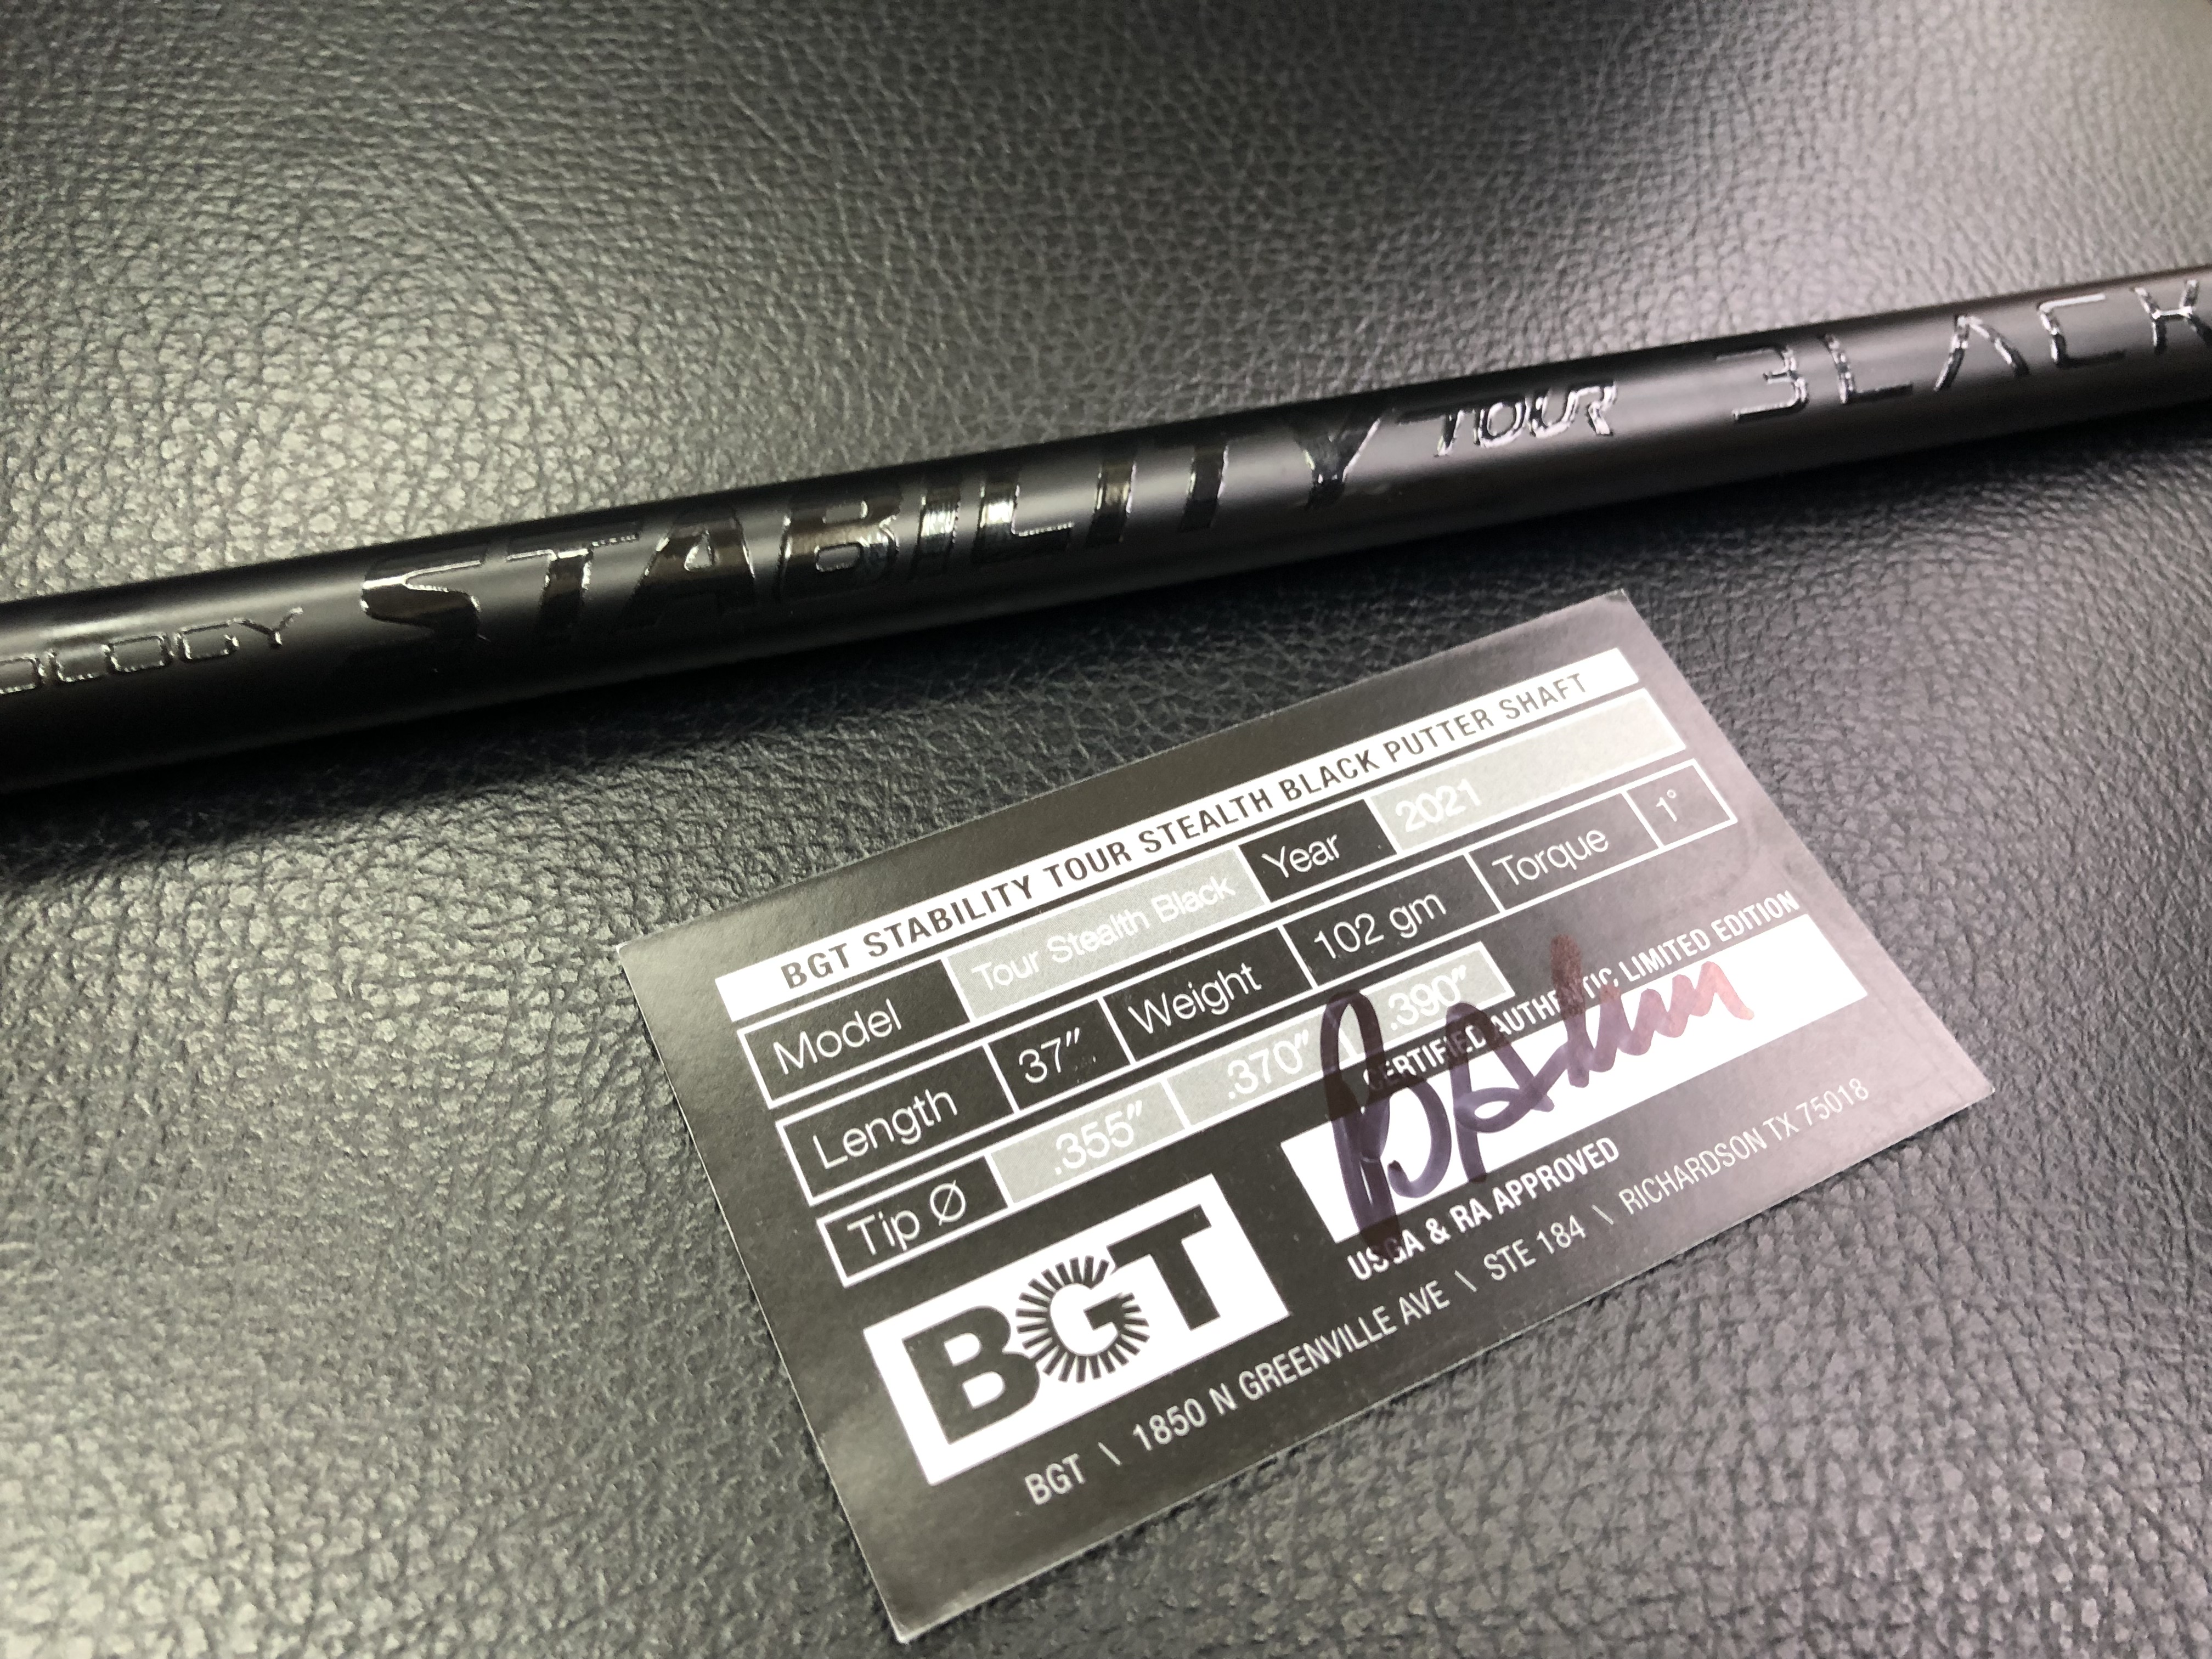 OLOGY STABILITY TOUR BLACK
BGT STABILITY TOUR STEALTH BLACK PUTTER SHAFT
Model Tour Stealth Black Year 2021
Length 37" Weight 102 gm Torque 1°
Tip Ø .355" .370" .390"
CERTIFIED AUTHENTIC LIMITED EDITION
BGT
USGA & RA APPROVED
BGT \ 1850 N GREENVILLE AVE \ STE 184 \ RICHARDSON TX 75018